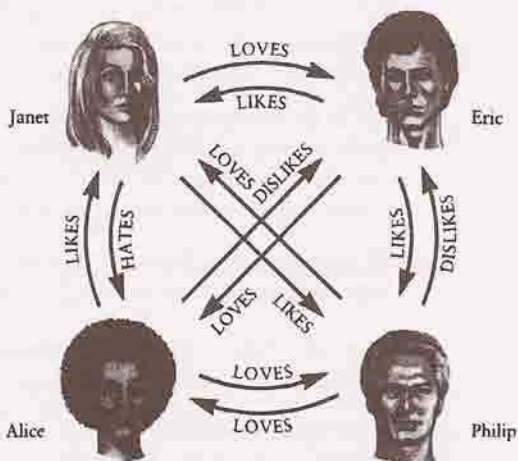 LOVES
Janet
LIKES
Eric
LOVES
DISLIKES
LIKES
HATES
LIKES
DISLIKES
LOVES
LIKES
LOVES
Alice
LOVES
Philip